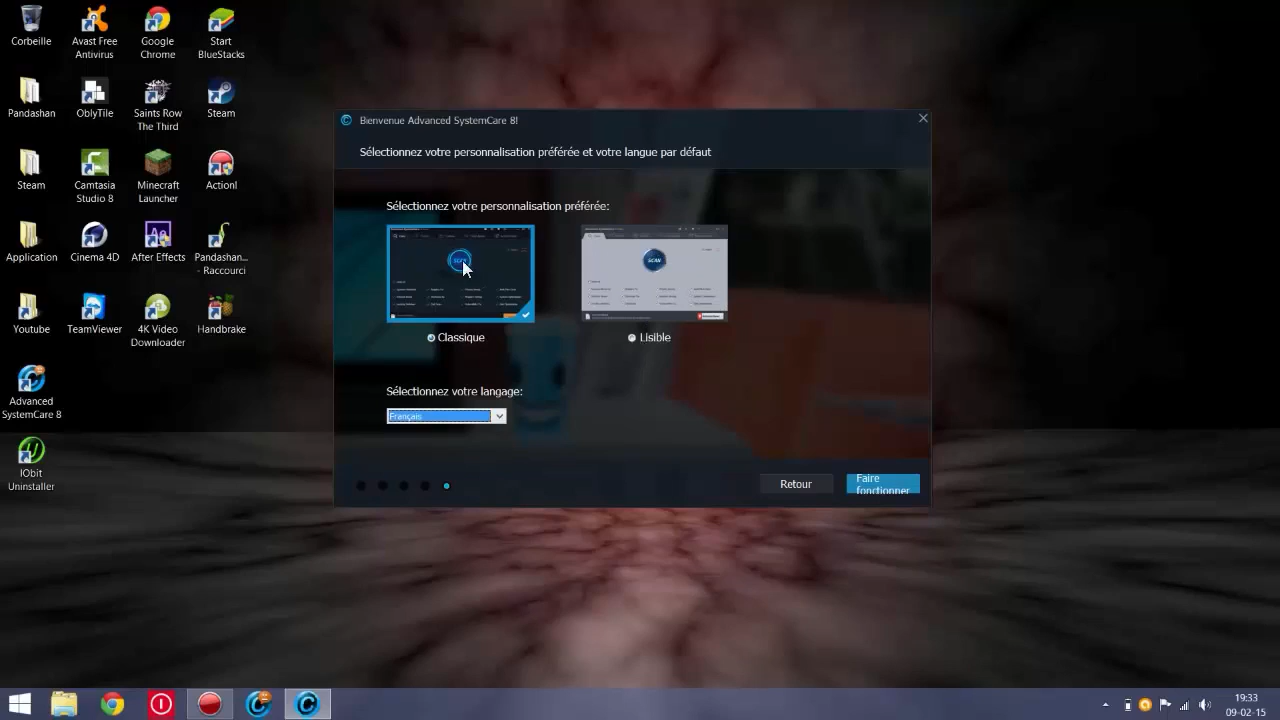 Corbeille
Avast Free
Antivirus
Google
Chrome
Start
BlueStacks
Pandashan
OblyTile
Saints Row
The Third
Steam
Steam
Camtasia
Studio 8
Minecraft
Launcher
Action!
Application
Cinema 4D
After Effects
Pandashan...
- Raccourci
Youtube
TeamViewer
4K Video
Downloader
Handbrake
Advanced
SystemCare 8
IObit
Uninstaller
Bienvenue Advanced SystemCare 8!
Sélectionnez votre personnalisation préférée et votre langue par défaut
Sélectionnez votre personnalisation préférée:
SCAN
SCAN
Classique
Lisible
Sélectionnez votre langage:
Français
Retour
Faire
fonctionner
19:33
09-02-15